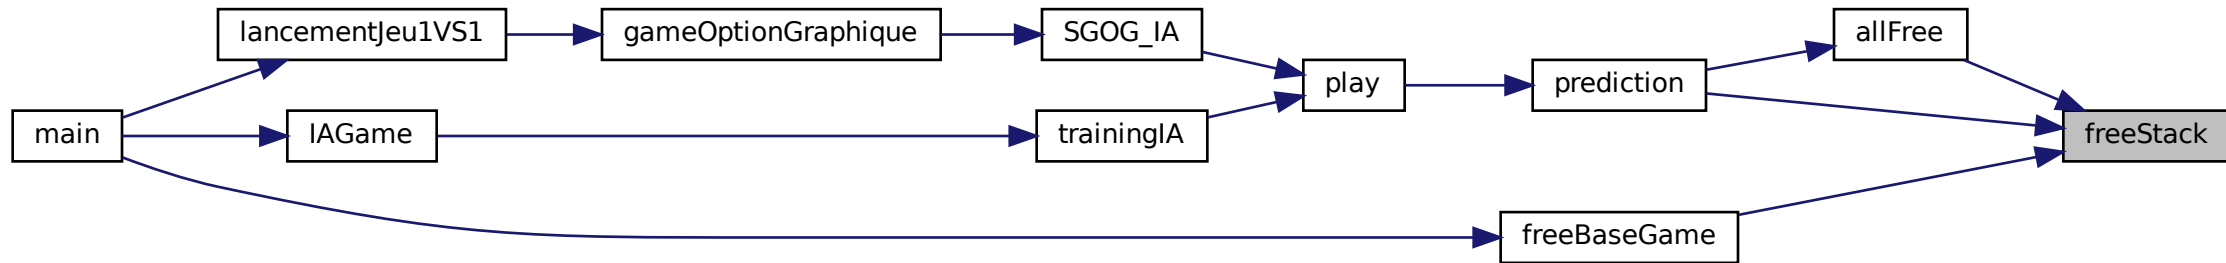 lancementJeu1VS1
gameOptionGraphique
SGOG_IA
allFree
play
prediction
main
IAGame
trainingIA
freeStack
freeBaseGame